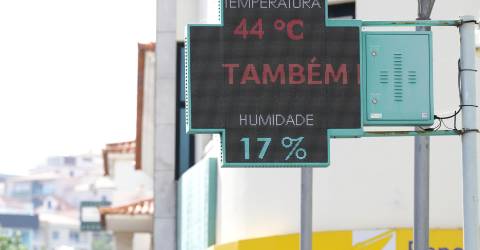 TEMPERATURA
44 °C
TAMBÉM
HUMIDADE
17 %